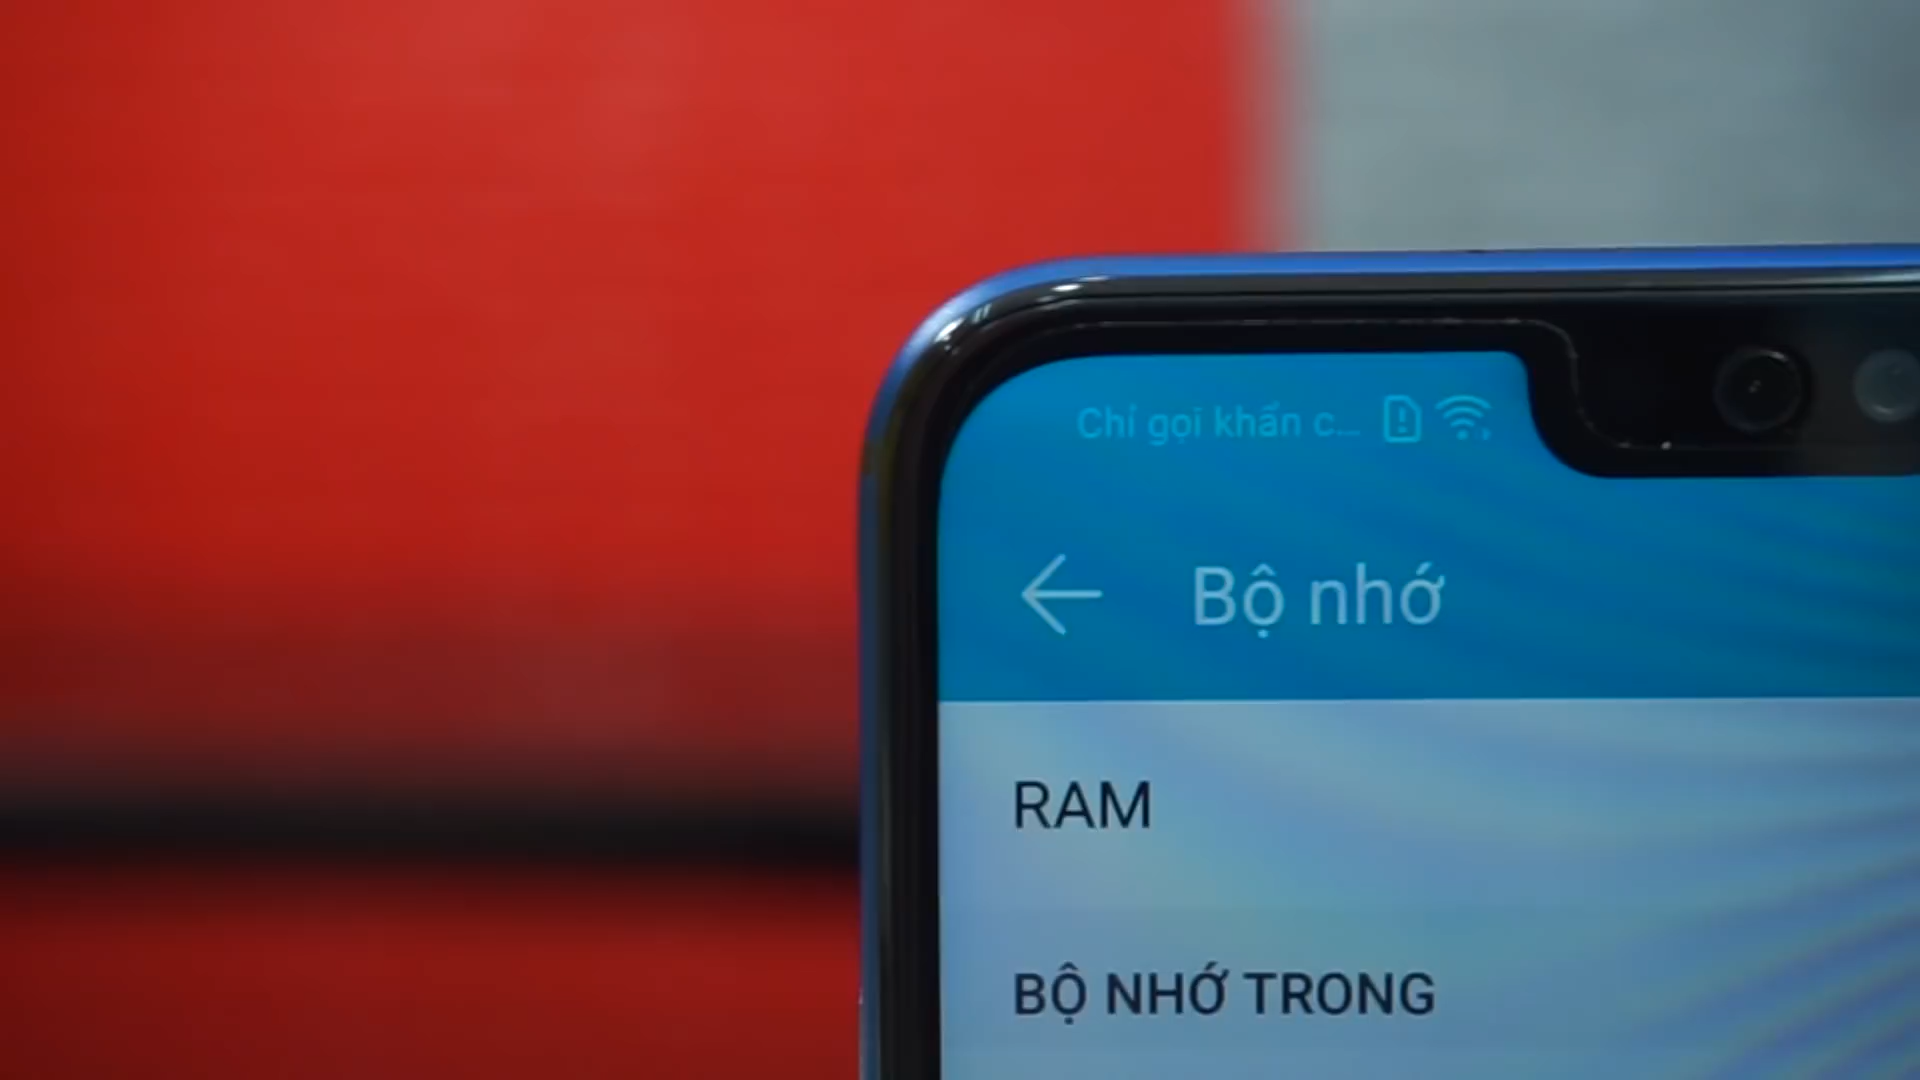 Chỉ gọi khẩn c...
Bộ nhớ
RAM
BỘ NHỚ TRONG